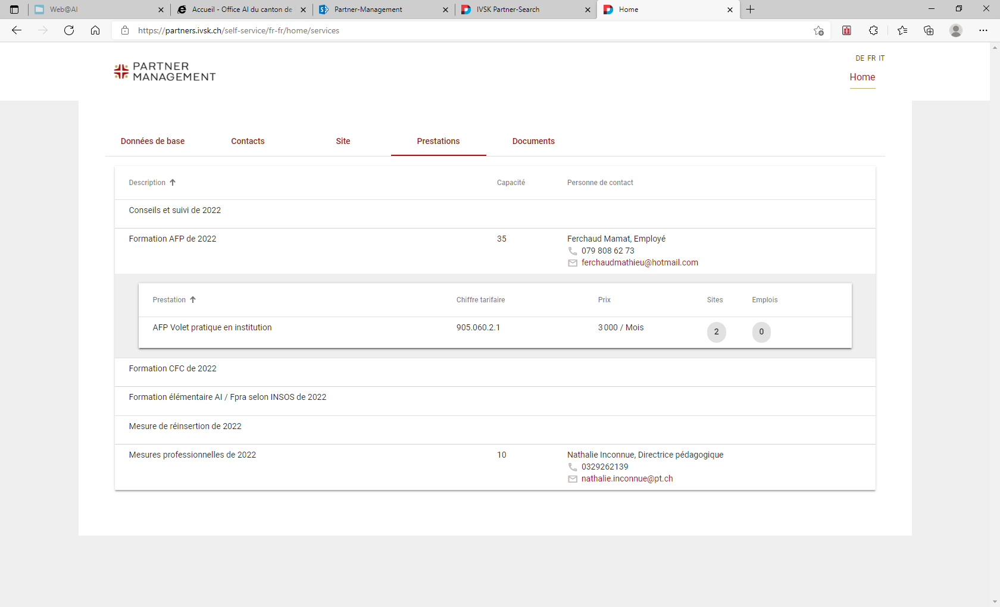 Web@AI
Accueil - Office AI du canton de
Partner-Management
IVSK Partner-Search
Home
https://partners.ivsk.ch/self-service/fr-fr/home/services
PARTNER
MANAGEMENT
DE FR IT
Home
Données de base
Contacts
Site
Prestations
Documents
Description
Capacité
Personne de contact
Conseils et suivi de 2022
Formation AFP de 2022
35
Ferchaud Mamat, Employé
079 808 62 73
ferchaudmathieu@hotmail.com
Prestation
Chiffre tarifaire
Prix
Sites
Emplois
AFP Volet pratique en institution
905.060.2.1
3 000 / Mois
2
0
Formation CFC de 2022
Formation élémentaire AI / Fpra selon INSOS de 2022
Mesure de réinsertion de 2022
Mesures professionnelles de 2022
10
Nathalie Inconnue, Directrice pédagogique
0329262139
nathalie.inconnue@pt.ch